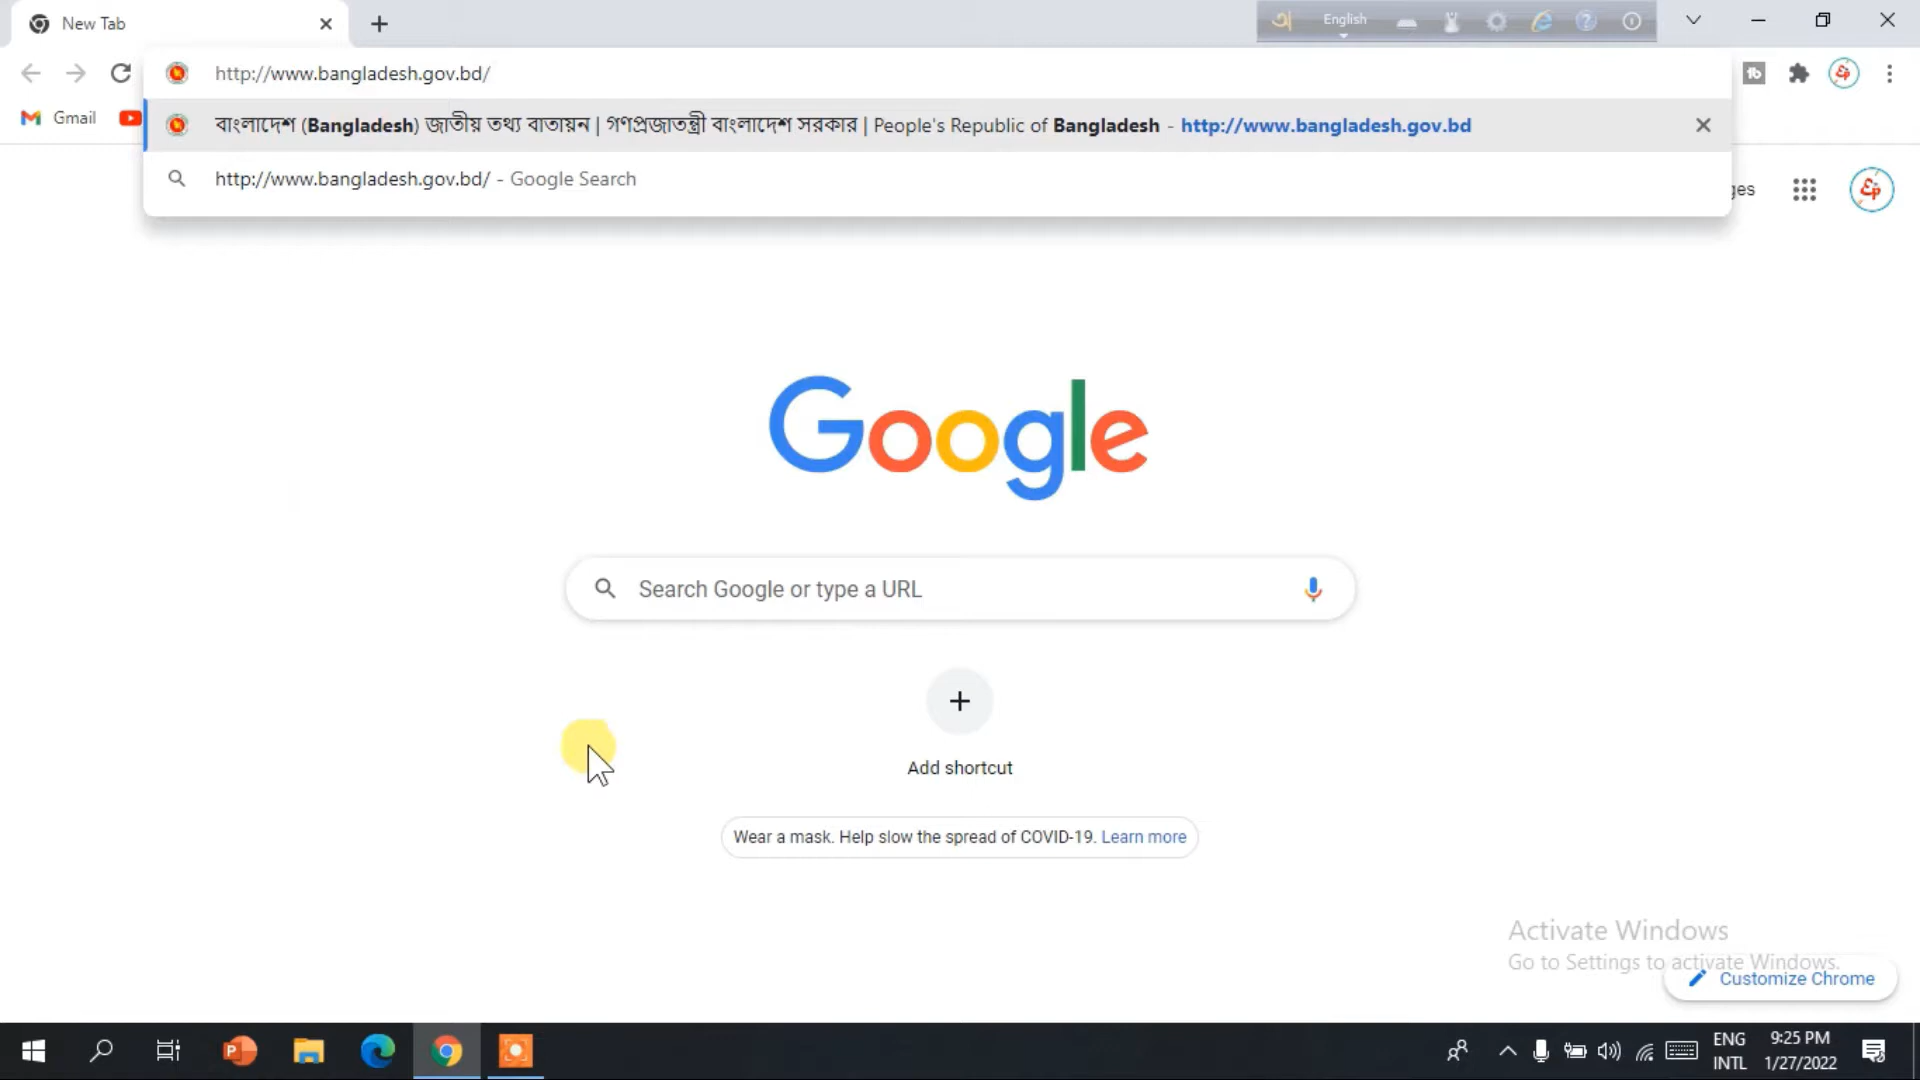 New Tab
English
http://www.bangladesh.gov.bd/
Gmail
বাংলাদেশ (Bangladesh) জাতীয় তথ্য বাতায়ন | গণপ্রজাতন্ত্রী বাংলাদেশ সরকার | People's Republic of Bangladesh - http://www.bangladesh.gov.bd
http://www.bangladesh.gov.bd/ - Google Search
Google
Search Google or type a URL
Add shortcut
Wear a mask. Help slow the spread of COVID-19. Learn more
Activate Windows
Go to Settings to activate Windows.
Customize Chrome
ENG
INTL
9:25 PM
1/27/2022